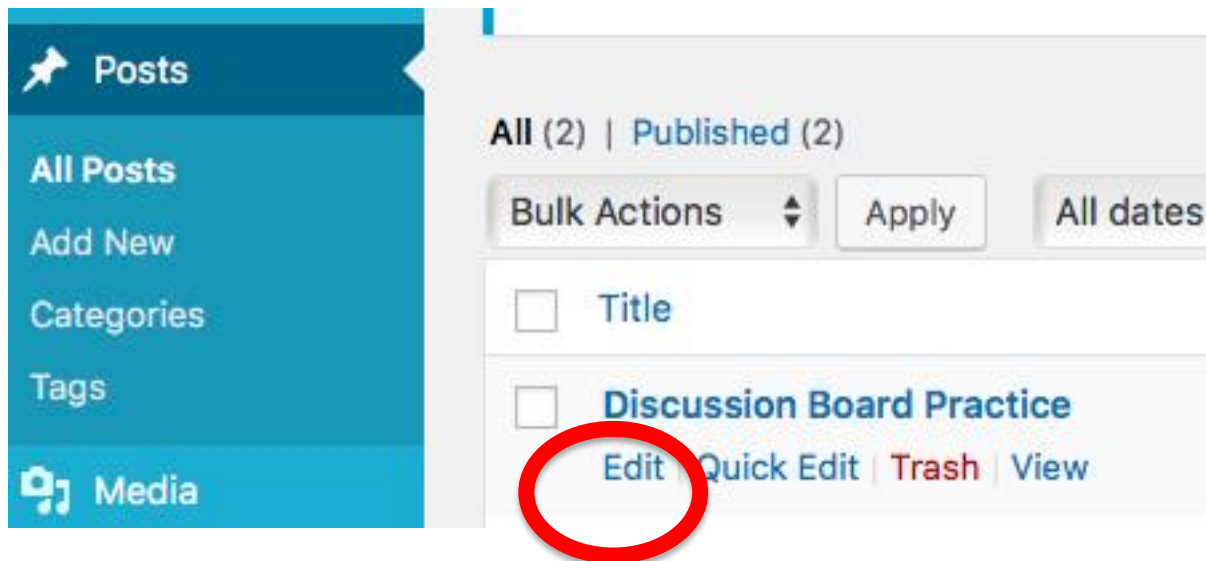 Posts
All Posts
Add New
Categories
Tags
Media
All (2) | Published (2)
Bulk Actions Apply All dates
Title
Discussion Board Practice
Edit | Quick Edit | Trash | View